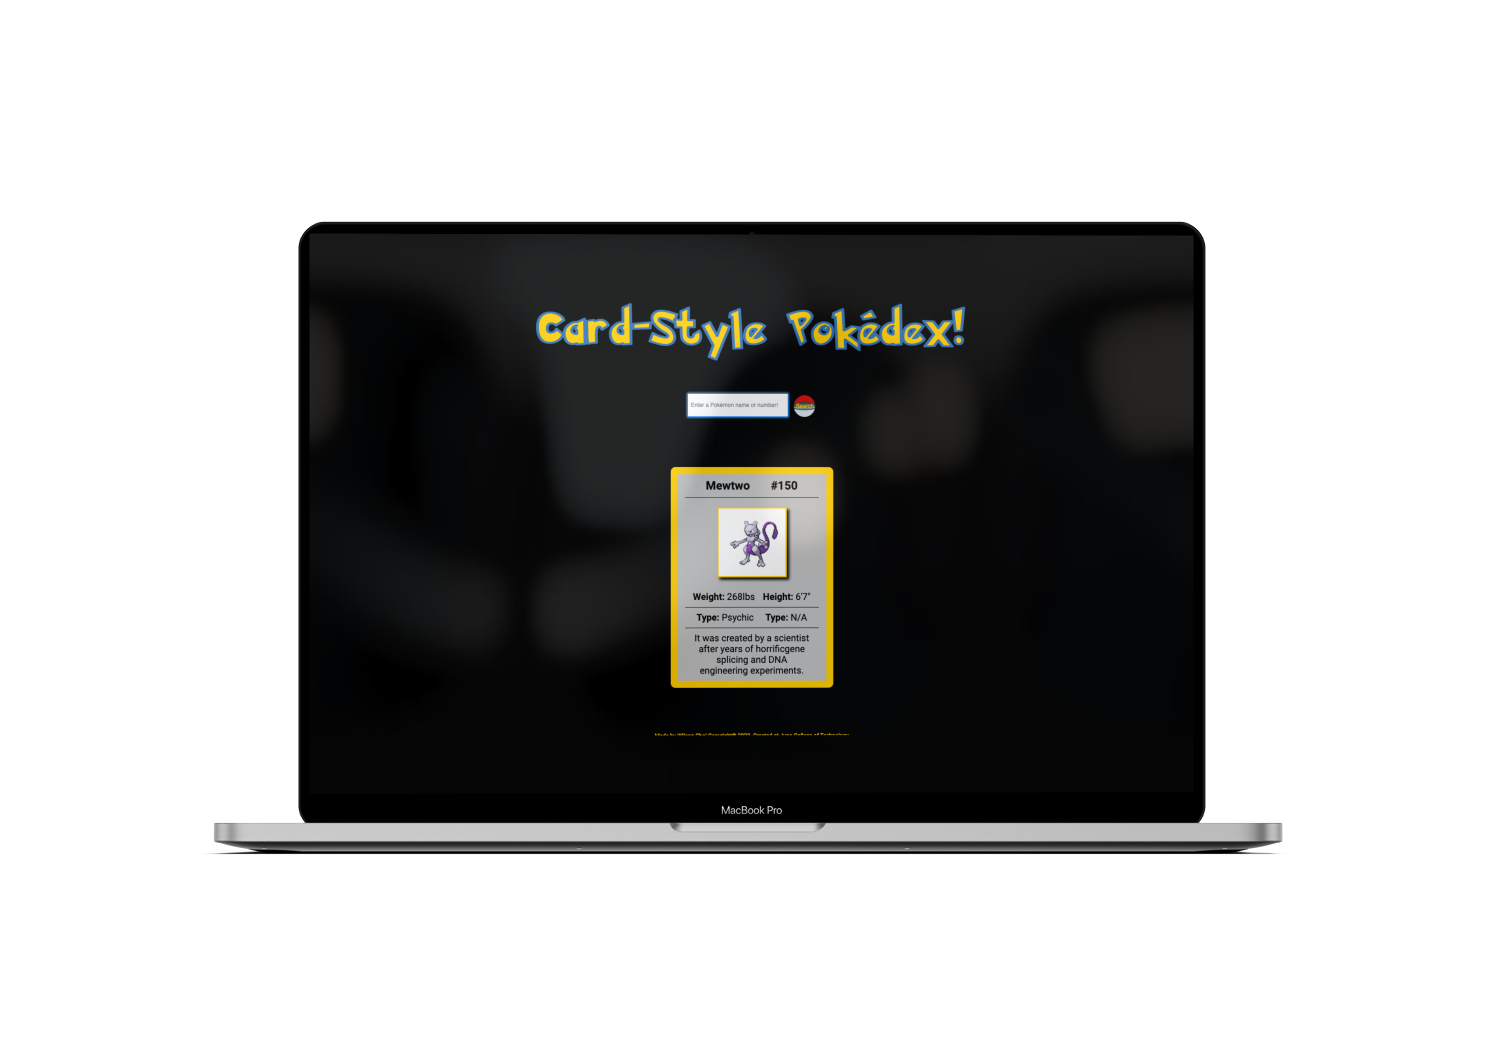 Card-Style Pokédex!
Enter a Pokémon name or number!
Search
Mewtwo #150
Weight: 268lbs Height: 6'7"
Type: Psychic Type: N/A
It was created by a scientist
after years of horrificgene
splicing and DNA
engineering experiments.
MacBook Pro